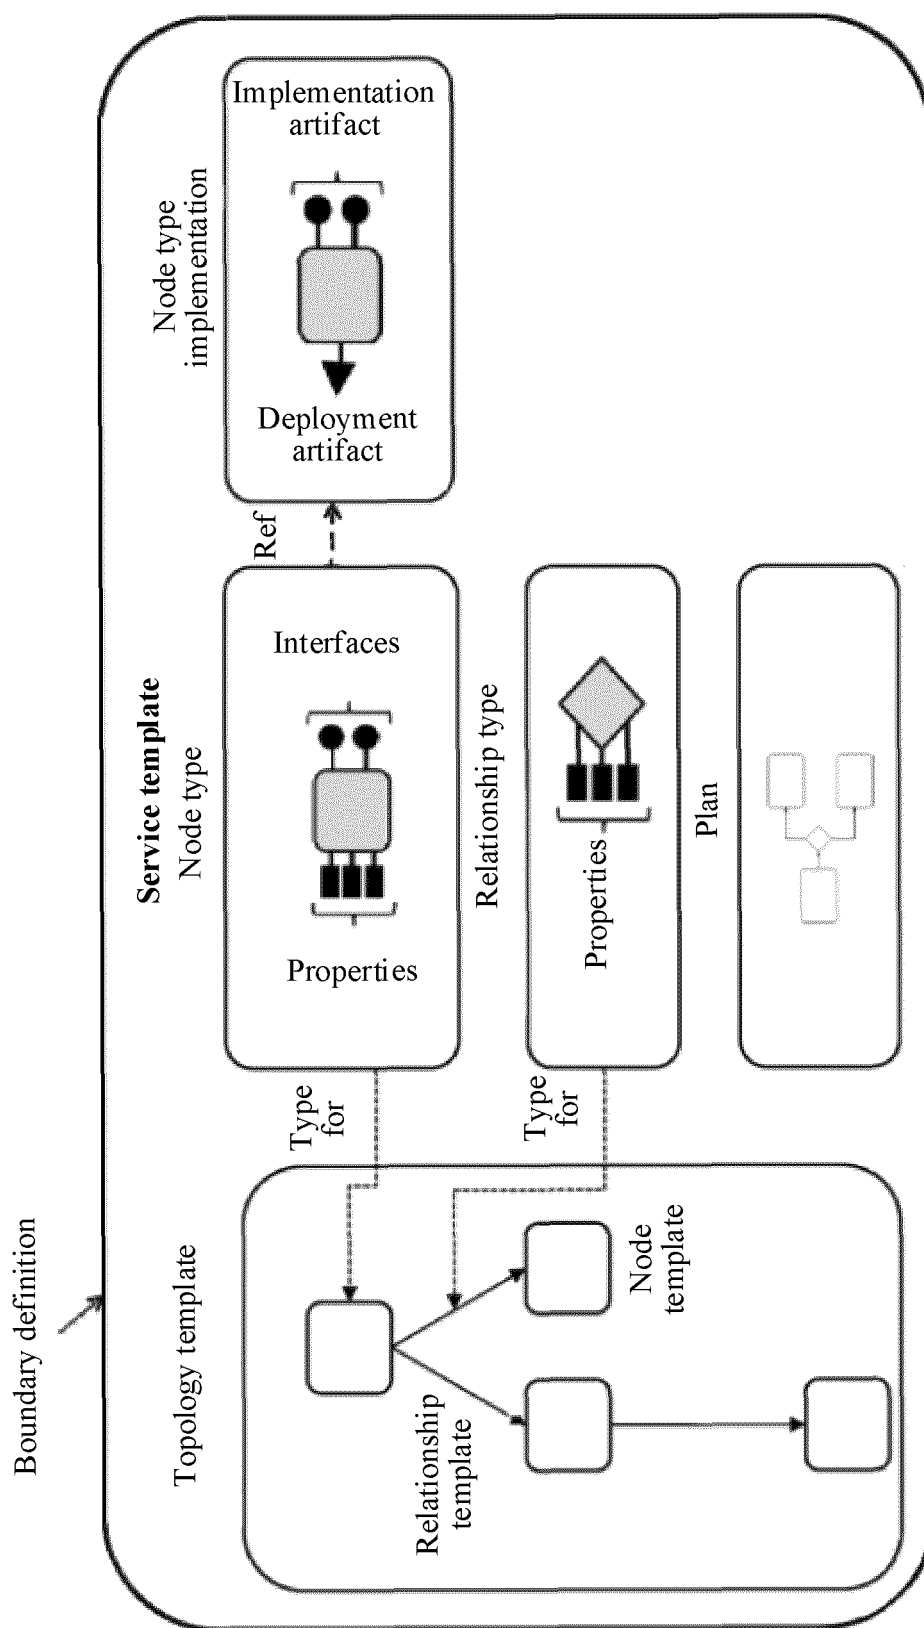 Boundary definition
Service template
Topology template
Relationship
template
Node
template
Type
for
Type
for
Node type
Properties
Interfaces
Relationship type
Properties
Plan
Ref
Node type
implementation
Implementation
artifact
Deployment
artifact